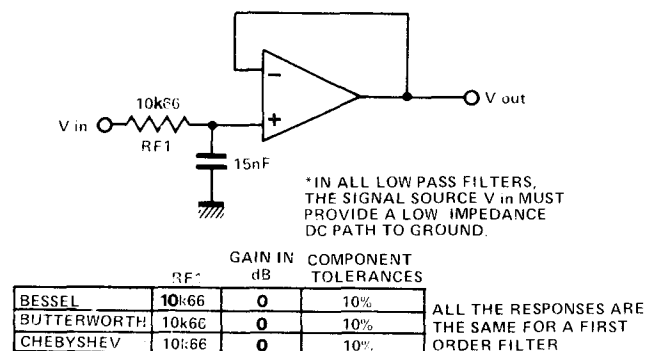 10k66
V in
RF1
15nF
−
+
V out
*IN ALL LOW PASS FILTERS,
THE SIGNAL SOURCE V in MUST
PROVIDE A LOW IMPEDANCE
DC PATH TO GROUND.
RF1 GAIN IN dB COMPONENT TOLERANCES
BESSEL 10k66 0 10%
BUTTERWORTH 10k66 0 10%
CHEBYSHEV 10k66 0 10%
ALL THE RESPONSES ARE
THE SAME FOR A FIRST
ORDER FILTER